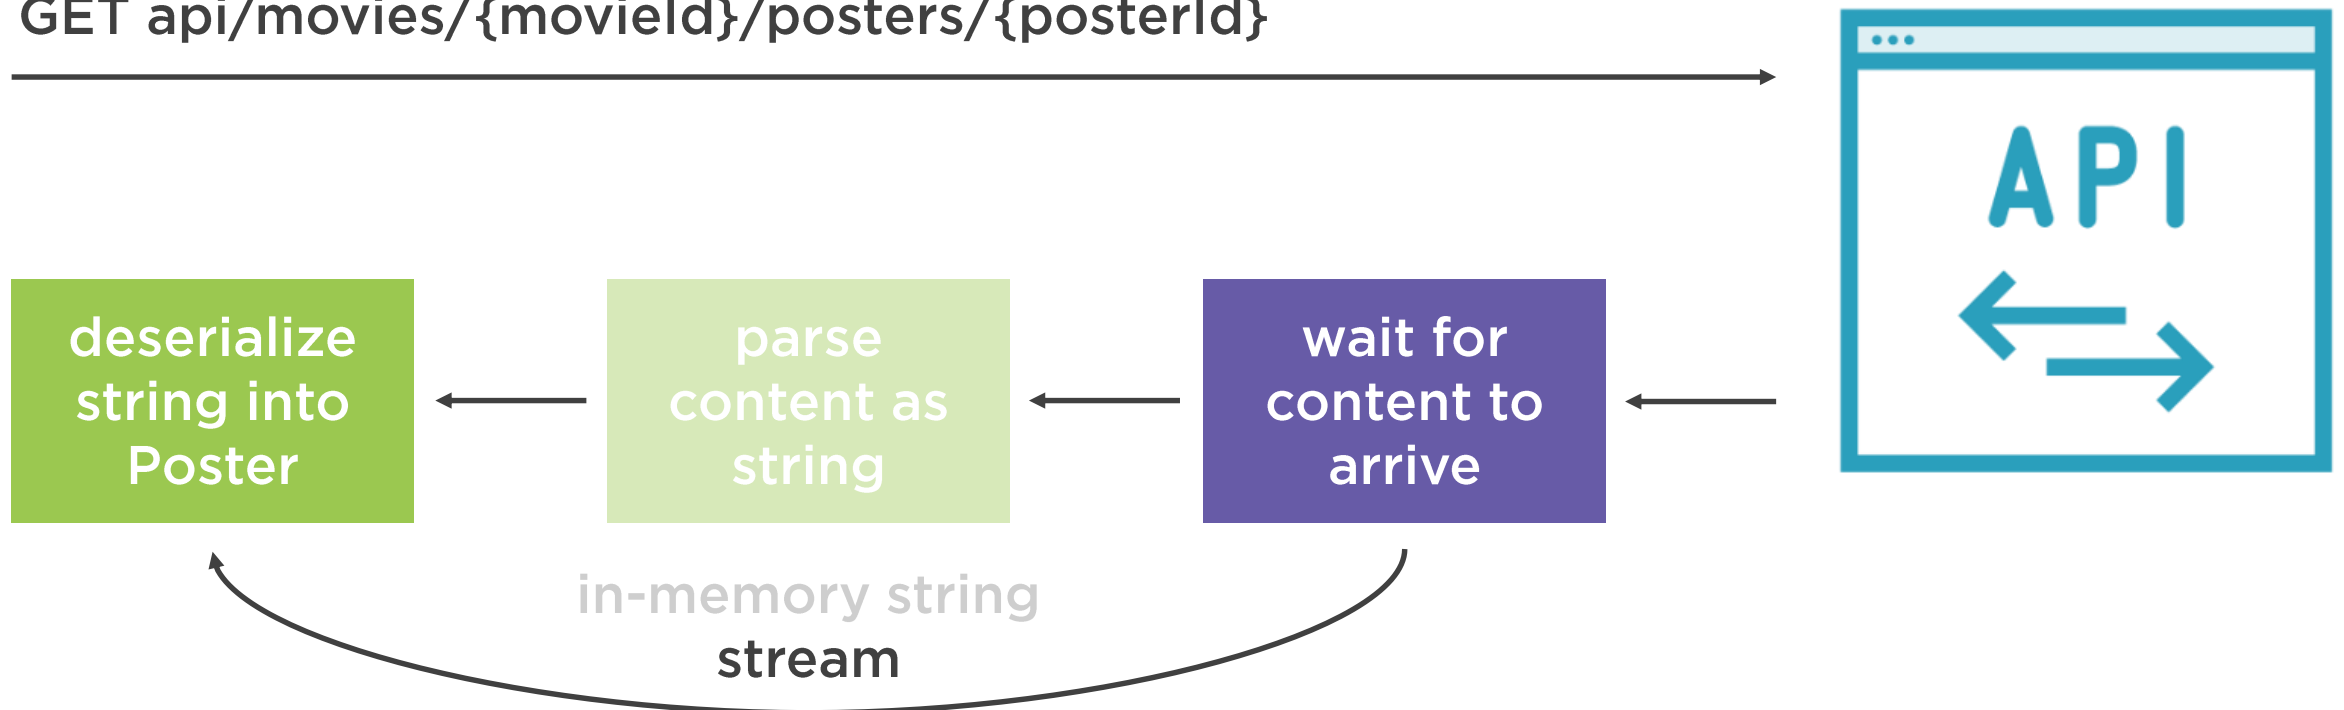 GET api/movies/{movieId}/posters/{posterId}
API
deserialize
string into
Poster
parse
content as
string
wait for
content to
arrive
in-memory string
stream